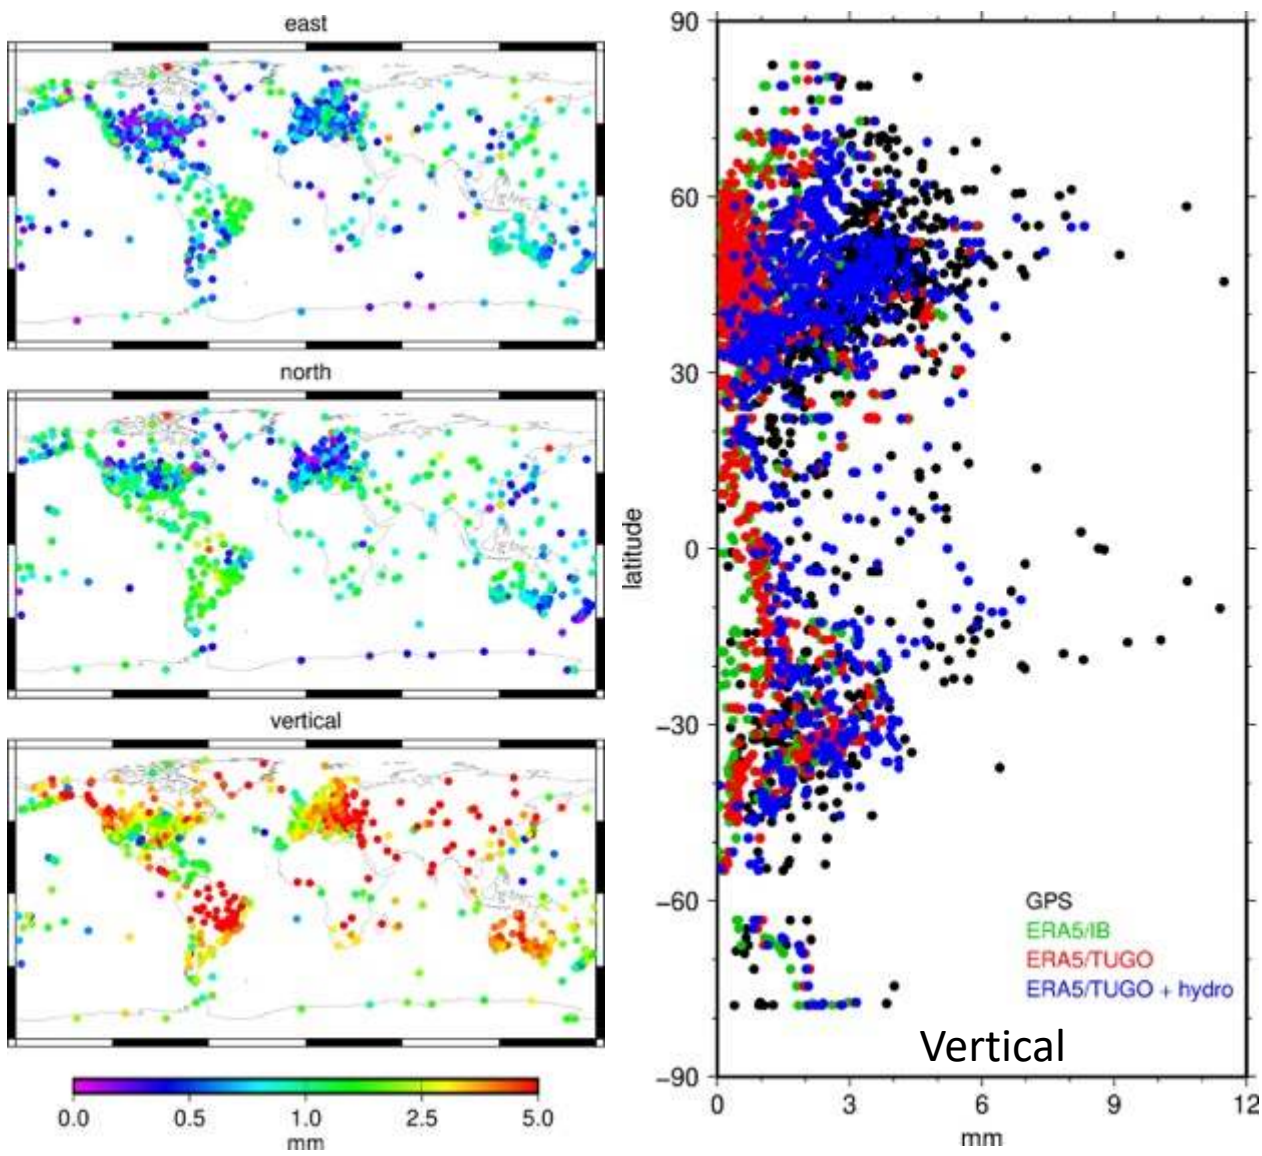 east
north
vertical
0.0 0.5 1.0 2.5 5.0
mm
90
60
30
0
−30
−60
−90
latitude
GPS
ERA5/IB
ERA5/TUGO
ERA5/TUGO + hydro
Vertical
0 3 6 9 12
mm